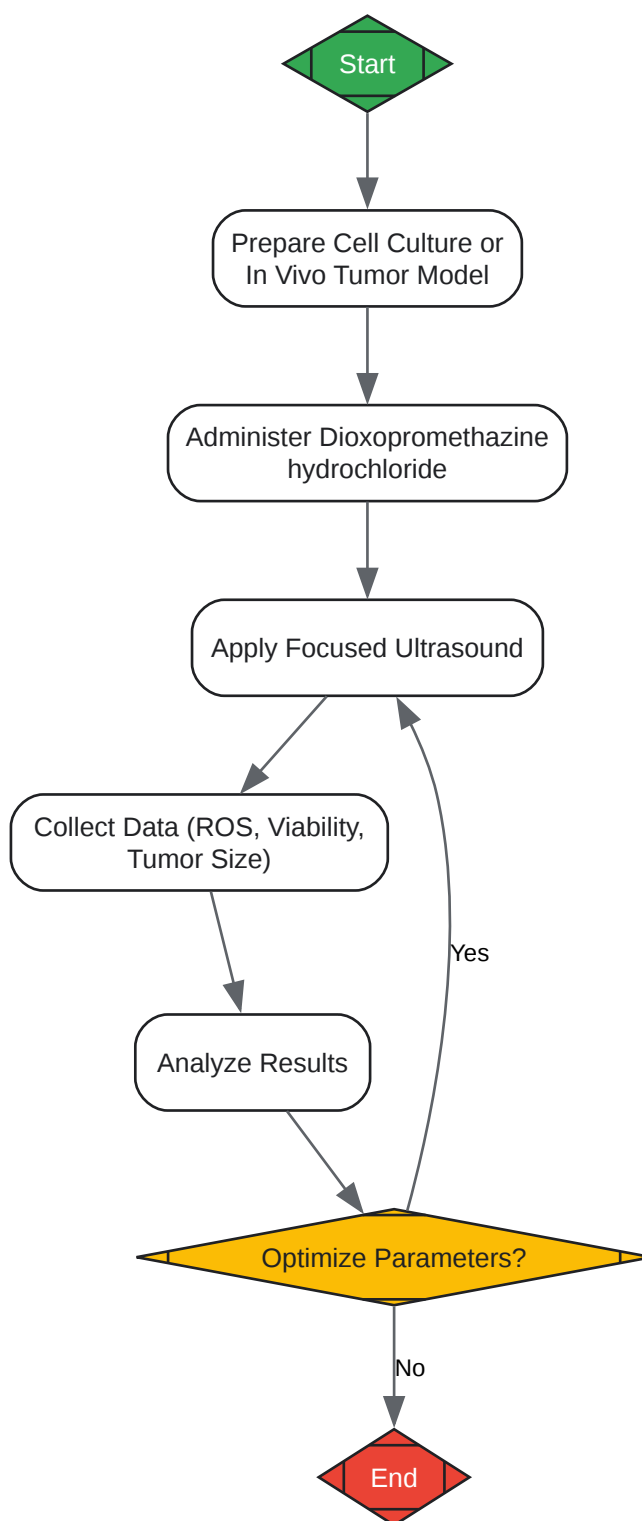 Start
Prepare Cell Culture or
In Vivo Tumor Model
Administer Dioxopromethazine
hydrochloride
Apply Focused Ultrasound
Collect Data (ROS, Viability,
Tumor Size)
Yes
Analyze Results
Optimize Parameters?
No
End